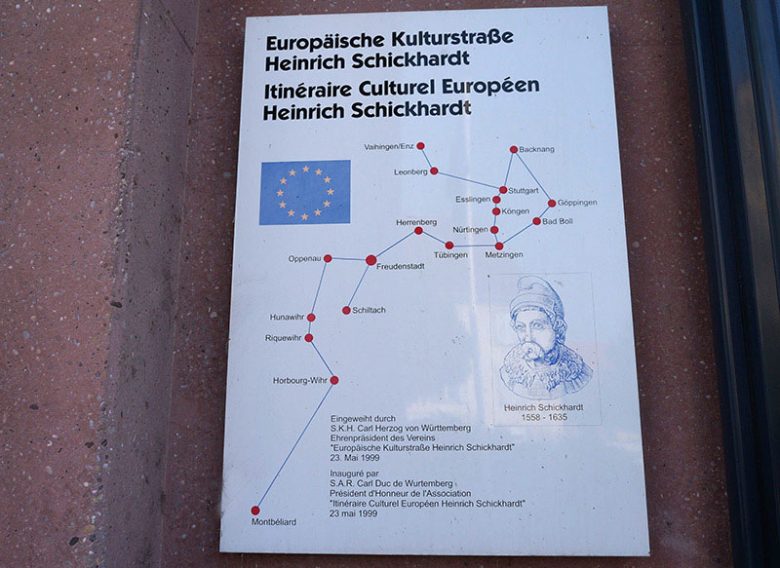 Europäische Kulturstraße
Heinrich Schickhardt
Itinéraire Culturel Européen
Heinrich Schickhardt
Vaihingen/Enz
Backnang
Leonberg
Stuttgart
Esslingen
Göppingen
Köngen
Bad Boll
Herrenberg
Nürtingen
Tübingen
Metzingen
Oppenau
Freudenstadt
Schiltach
Hunawihr
Riquewihr
Horbourg-Wihr
Montbéliard
Heinrich Schickhardt
1558 - 1635
Eingeweiht durch
S.K.H. Carl Herzog von Württemberg
Ehrenpräsident des Vereins
"Europäische Kulturstraße Heinrich Schickhardt"
23. Mai 1999
Inauguré par
S.A.R. Carl Duc de Wurtemberg
Président d'Honneur de l'Association
"Itinéraire Culturel Européen Heinrich Schickhardt"
23 mai 1999